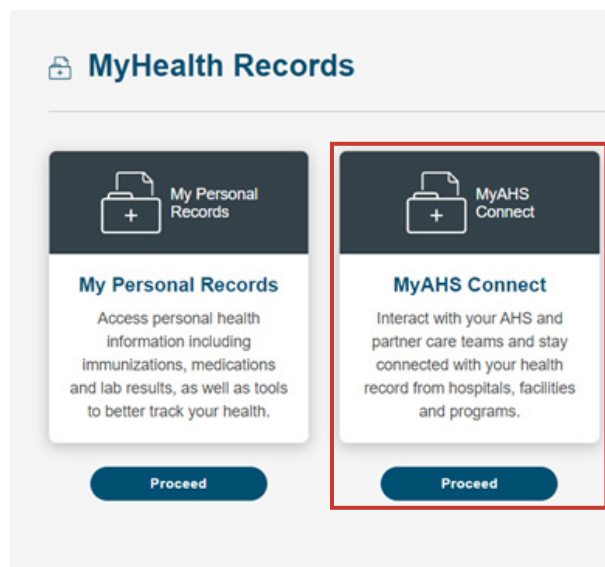 MyHealth Records
My Personal
Records
My Personal Records
Access personal health
information including
immunizations, medications
and lab results, as well as tools
to better track your health.
Proceed
MyAHS
Connect
MyAHS Connect
Interact with your AHS and
partner care teams and stay
connected with your health
record from hospitals, facilities
and programs.
Proceed